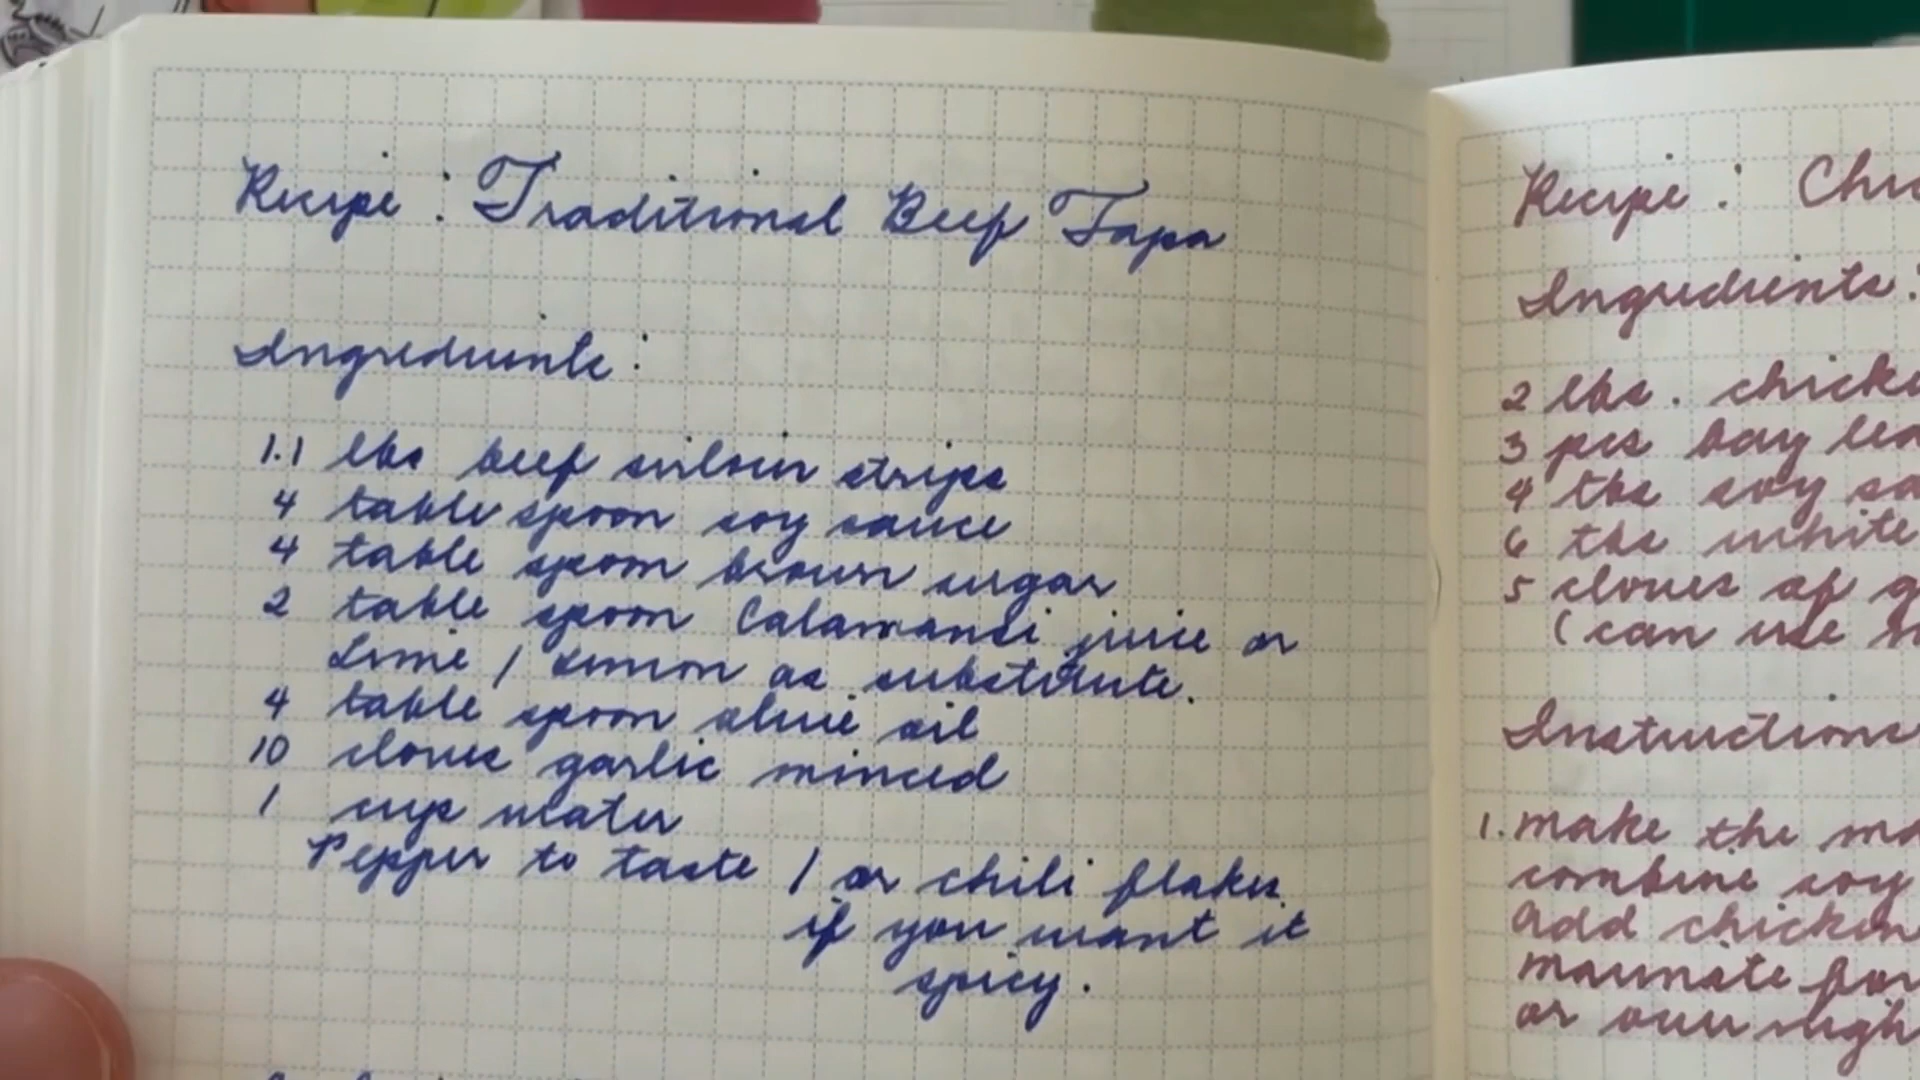 Recipe : Traditional Beef Tapa
Ingredients :
1.1 lbs beef sirloin strips
4 table spoon soy sauce
4 table spoon brown sugar
2 table spoon Calamansi juice or
Lime / Lemon as substitute.
4 table spoon olive oil
10 cloves garlic minced
1 cup water
Pepper to taste / or chili flakes
if you want it
spicy.
Recipe :
Ingredients :
2 lbs.
3 pcs bay
4 tbs soy
6 tbs white
5 cloves of
(can use
Instructions
1. make the
combine soy
Add
marinate for
or over